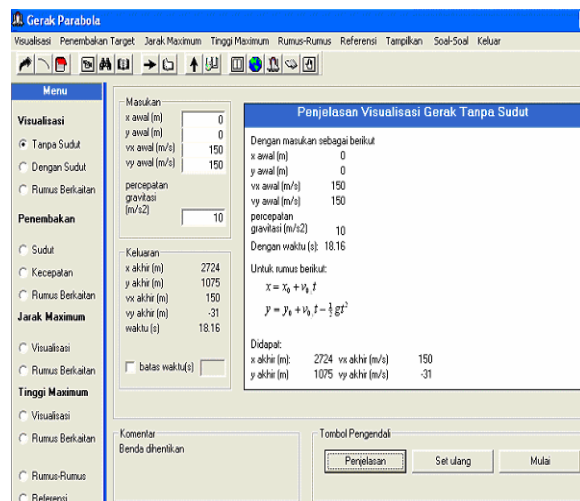 Gerak Parabola
Visualisasi Penembakan Target Jarak Maximum Tinggi Maximum Rumus-Rumus Referensi Tampilkan Soal-Soal Keluar
Menu
Visualisasi
Tanpa Sudut
Dengan Sudut
Rumus Berkaitan
Penembakan
Sudut
Kecepatan
Rumus Berkaitan
Jarak Maximum
Visualisasi
Rumus Berkaitan
Tinggi Maximum
Visualisasi
Rumus Berkaitan
Rumus-Rumus
Referensi
Masukan
x awal (m) 0
y awal (m) 0
vx awal (m/s) 150
vy awal (m/s) 150
percepatan
gravitasi
(m/s2) 10
Keluaran
x akhir (m) 2724
y akhir (m) 1075
vx akhir (m) 150
vy akhir (m) -31
waktu (s) 18.16
batas waktu(s)
Penjelasan Visualisasi Gerak Tanpa Sudut
Dengan masukan sebagai berikut
x awal (m) 0
y awal (m) 0
vx awal (m/s) 150
vy awal (m/s) 150
percepatan
gravitasi (m/s2) 10
Dengan waktu (s): 18.16
Untuk rumus berikut:
x = x₀ + v₀ t
y = y₀ + v₀ t − ½ gt²
Didapat:
x akhir (m): 2724 vx akhir (m/s) 150
y akhir (m) 1075 vy akhir (m/s) -31
Komentar
Benda dihentikan
Tombol Pengendali
Penjelasan Set ulang Mulai